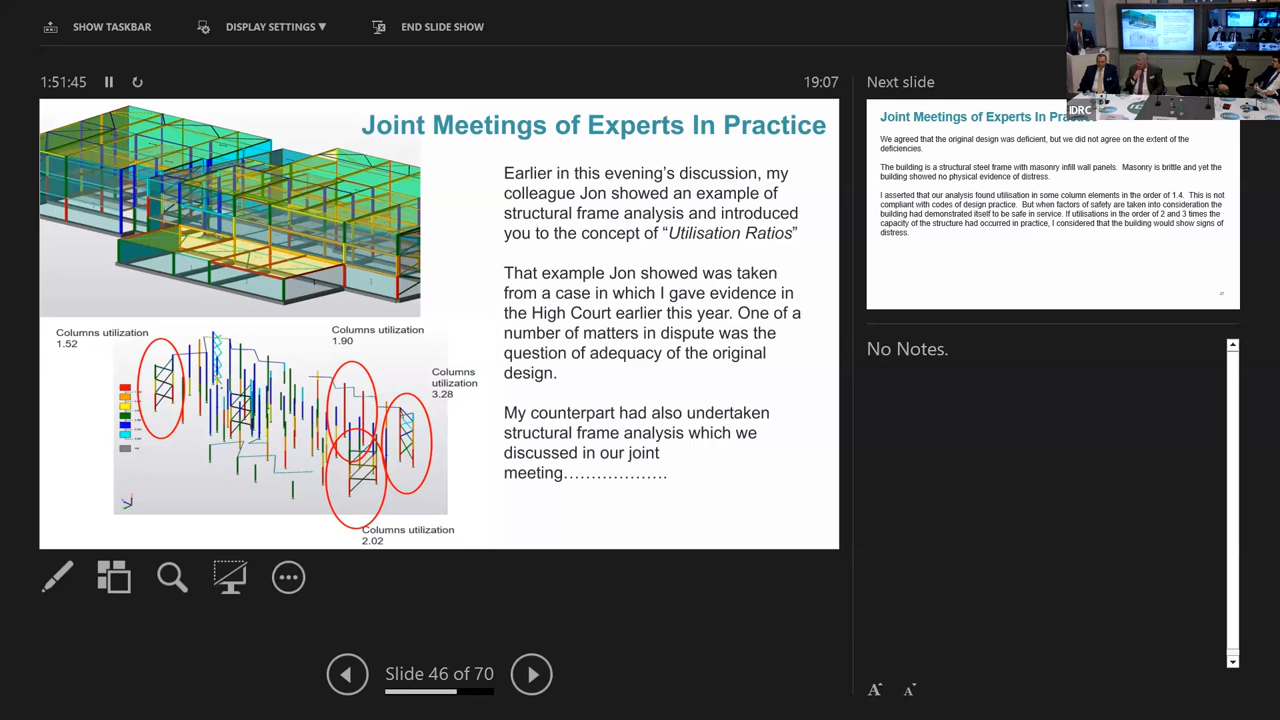 SHOW TASKBAR
DISPLAY SETTINGS ▼
END SLIDE SHOW
1:51:45
19:07
Joint Meetings of Experts In Practice
Earlier in this evening's discussion, my
colleague Jon showed an example of
structural frame analysis and introduced
you to the concept of “Utilisation Ratios”
That example Jon showed was taken
from a case in which I gave evidence in
the High Court earlier this year. One of a
number of matters in dispute was the
question of adequacy of the original
design.
My counterpart had also undertaken
structural frame analysis which we
discussed in our joint
meeting………………
Columns utilization
1.52
Columns utilization
1.90
Columns
utilization
3.28
Columns utilization
2.02
Slide 46 of 70
Next slide
IDRC
Joint Meetings of Experts In Prac
We agreed that the original design was deficient, but we did not agree on the extent of the
deficiencies.
The building is a structural steel frame with masonry infill wall panels. Masonry is brittle and yet the
building showed no physical evidence of distress.
I asserted that our analysis found utilisation in some column elements in the order of 1.4. This is not
compliant with codes of design practice. But when factors of safety are taken into consideration the
building had demonstrated itself to be safe in service. If utilisations in the order of 2 and 3 times the
capacity of the structure had occurred in practice, I considered that the building would show signs of
distress.
47
No Notes.
A A